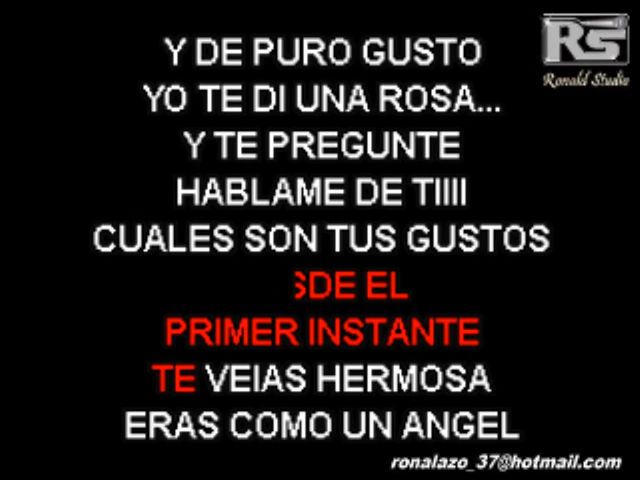 Y DE PURO GUSTO
YO TE DI UNA ROSA...
Y TE PREGUNTE
HABLAME DE TIIII
CUALES SON TUS GUSTOS
SDE EL
PRIMER INSTANTE
TE VEIAS HERMOSA
ERAS COMO UN ANGEL
RS
Ronald Studio
ronalazo_37@hotmail.com